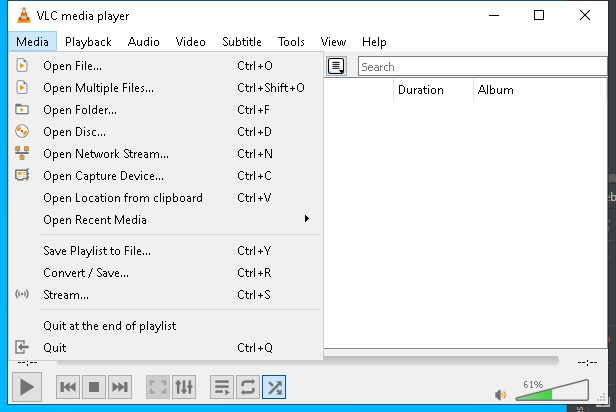 VLC media player
Media Playback Audio Video Subtitle Tools View Help
Open File... Ctrl+O
Open Multiple Files... Ctrl+Shift+O
Open Folder... Ctrl+F
Open Disc... Ctrl+D
Open Network Stream... Ctrl+N
Open Capture Device... Ctrl+C
Open Location from clipboard Ctrl+V
Open Recent Media
Save Playlist to File... Ctrl+Y
Convert / Save... Ctrl+R
Stream... Ctrl+S
Quit at the end of playlist
Quit Ctrl+Q
Search
Duration Album
--:-- --:--
61%